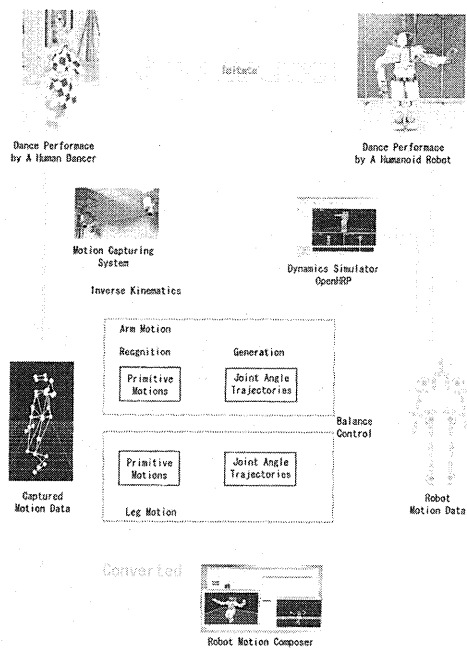 Imitate
Dance Performace
by A Human Dancer
Dance Performace
by A Humanoid Robot
Motion Capturing
System
Dynamics Simulator
OpenHRP
Inverse Kinematics
Arm Motion
Recgnition
Generation
Primitive
Motions
Joint Angle
Trajectories
Balance
Control
Primitive
Motions
Joint Angle
Trajectories
Leg Motion
Captured
Motion Data
Robot
Motion Data
Converted
Robot Motion Composer